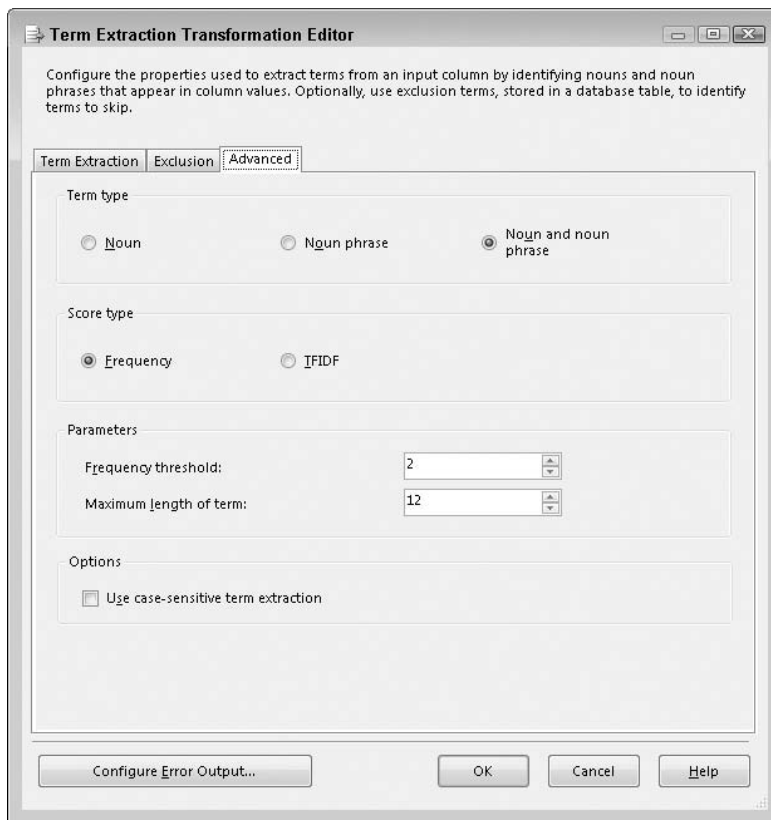 Term Extraction Transformation Editor
Configure the properties used to extract terms from an input column by identifying nouns and noun
phrases that appear in column values. Optionally, use exclusion terms, stored in a database table, to identify
terms to skip.
Term Extraction Exclusion Advanced
Term type
Noun Noun phrase Noun and noun
phrase
Score type
Frequency TFIDF
Parameters
Frequency threshold: 2
Maximum length of term: 12
Options
Use case-sensitive term extraction
Configure Error Output... OK Cancel Help